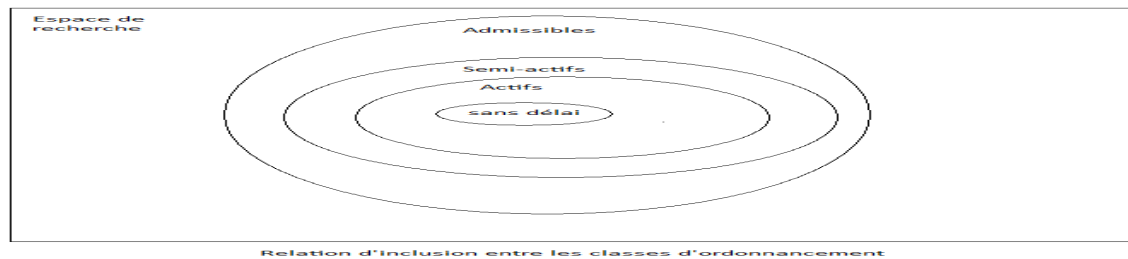 Espace de
recherche
Admissibles
Semi-actifs
Actifs
sans délai
Relation d'inclusion entre les classes d'ordonnancement